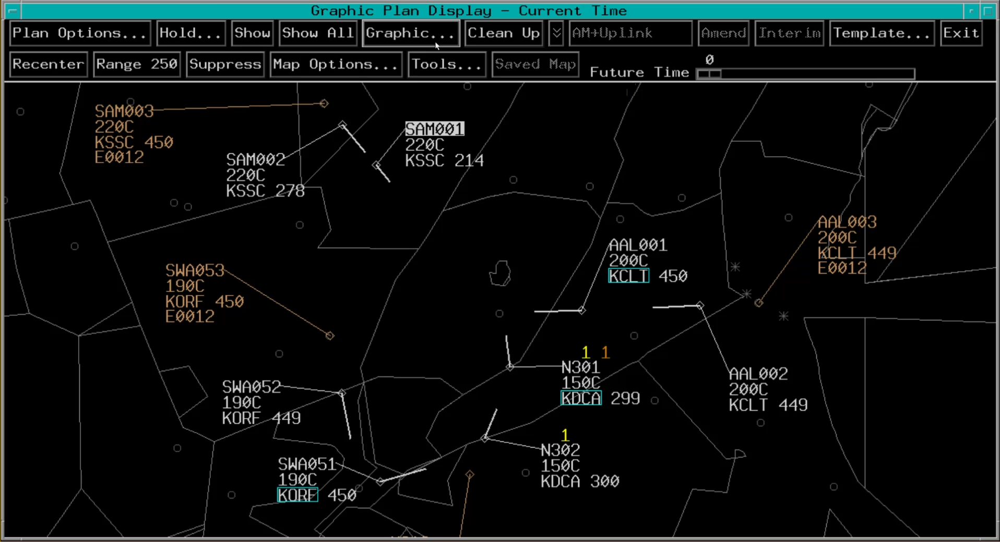 Graphic Plan Display - Current Time
Plan Options... Hold... Show Show All Graphic... Clean Up AM+Uplink Amend Interim Template... Exit
Recenter Range 250 Suppress Map Options... Tools... Saved Map Future Time 0
SAM003
220C
KSSC 450
E0012
SAM001
220C
KSSC 214
SAM002
220C
KSSC 278
AAL003
200C
KCLT 449
E0012
AAL001
200C
KCLT 450
SWA053
190C
KORF 450
E0012
1 1
N301
150C
KDCA 299
AAL002
200C
KCLT 449
SWA052
190C
KORF 449
1
N302
150C
KDCA 300
SWA051
190C
KORF 450